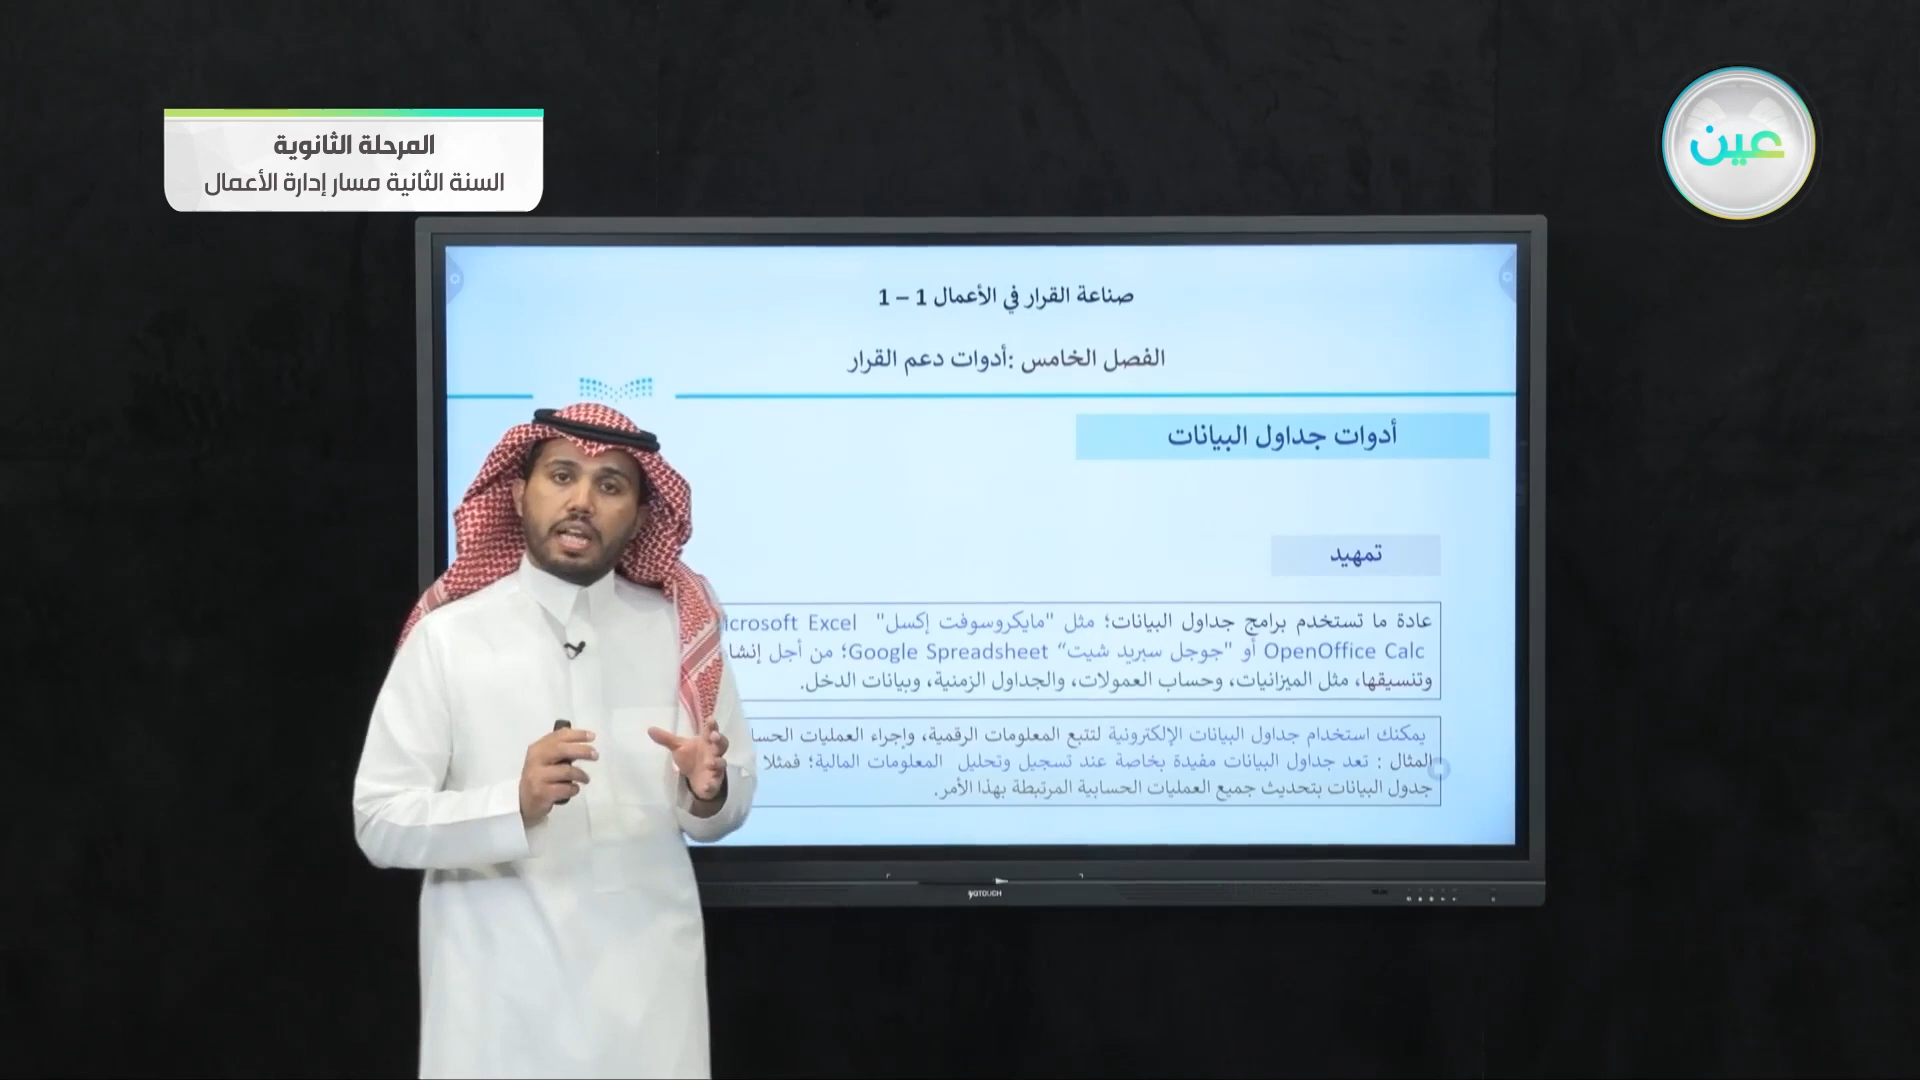 المرحلة الثانوية
السنة الثانية مسار إدارة الأعمال
عين
صناعة القرار في الأعمال 1 – 1
الفصل الخامس :أدوات دعم القرار
أدوات جداول البيانات
تمهيد
عادة ما تستخدم برامج جداول البيانات؛ مثل "مايكروسوفت إكسل" icrosoft Excel
OpenOffice Calc أو "جوجل سبريد شيت“ Google Spreadsheet؛ من أجل إنشا
وتنسيقها، مثل الميزانيات، وحساب العمولات، والجداول الزمنية، وبيانات الدخل.
يمكنك استخدام جداول البيانات الإلكترونية لتتبع المعلومات الرقمية، وإجراء العمليات الحسا
المثال : تعد جداول البيانات مفيدة بخاصة عند تسجيل وتحليل المعلومات المالية؛ فمثلا
جدول البيانات بتحديث جميع العمليات الحسابية المرتبطة بهذا الأمر.